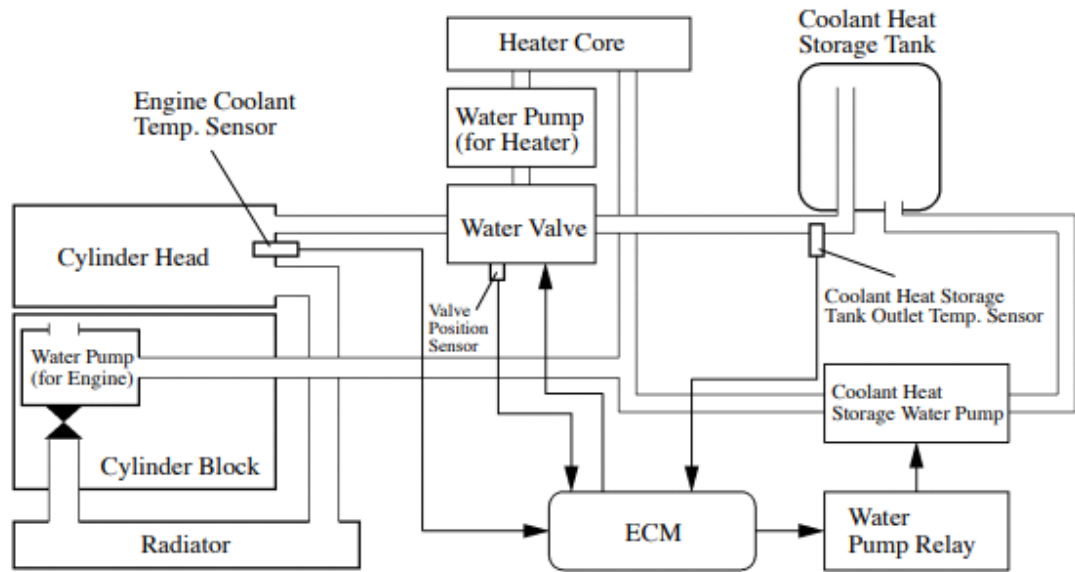 Coolant Heat
Storage Tank
Heater Core
Engine Coolant
Temp. Sensor
Water Pump
(for Heater)
Water Valve
Cylinder Head
Valve
Position
Sensor
Coolant Heat Storage
Tank Outlet Temp. Sensor
Water Pump
(for Engine)
Coolant Heat
Storage Water Pump
Cylinder Block
Radiator
ECM
Water
Pump Relay